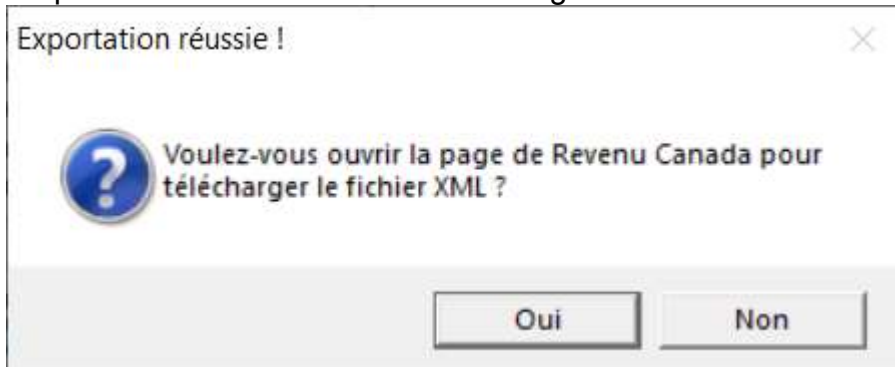 Exportation réussie !
Voulez-vous ouvrir la page de Revenu Canada pour
télécharger le fichier XML ?
Oui Non